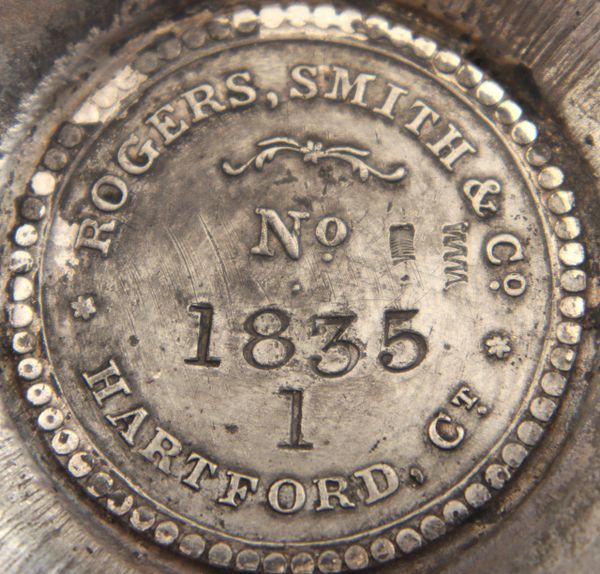 ROGERS, SMITH & Co
No
1835
1
HARTFORD, CT